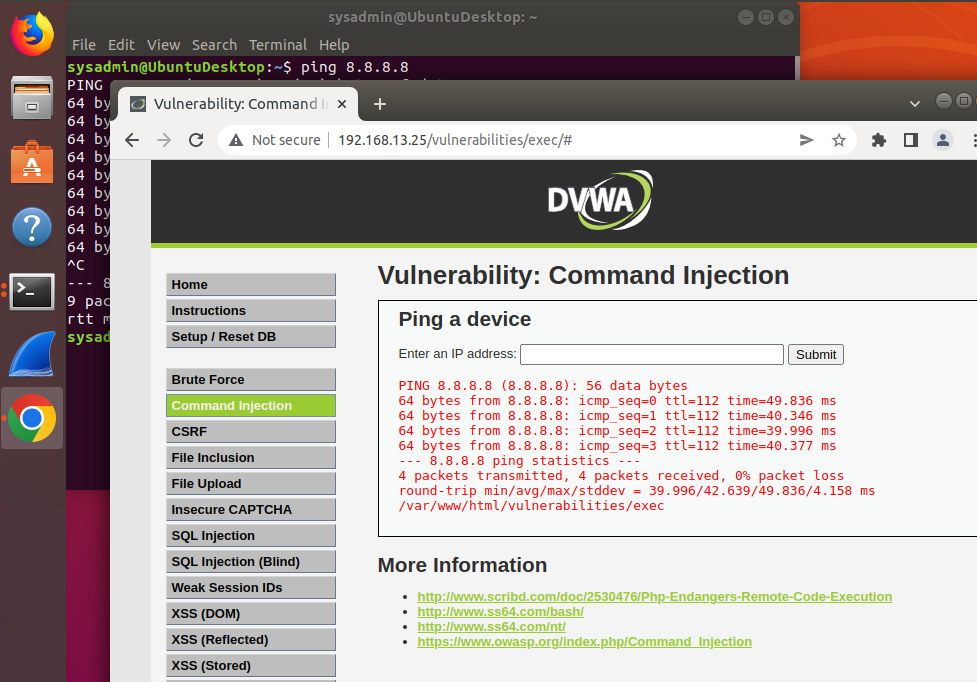 sysadmin@UbuntuDesktop: ~
File Edit View Search Terminal Help
sysadmin@UbuntuDesktop:~$ ping 8.8.8.8
PING
64 by
64 by
64 by
64 by
64 by
64 by
64 by
64 by
64 by
^C
--- 8
9 pac
rtt
sysad
Vulnerability: Command
Not secure 192.168.13.25/vulnerabilities/exec/#
DVWA
Home
Instructions
Setup / Reset DB
Brute Force
Command Injection
CSRF
File Inclusion
File Upload
Insecure CAPTCHA
SQL Injection
SQL Injection (Blind)
Weak Session IDs
XSS (DOM)
XSS (Reflected)
XSS (Stored)
Vulnerability: Command Injection
Ping a device
Enter an IP address: Submit
PING 8.8.8.8 (8.8.8.8): 56 data bytes
64 bytes from 8.8.8.8: icmp_seq=0 ttl=112 time=49.836 ms
64 bytes from 8.8.8.8: icmp_seq=1 ttl=112 time=40.346 ms
64 bytes from 8.8.8.8: icmp_seq=2 ttl=112 time=39.996 ms
64 bytes from 8.8.8.8: icmp_seq=3 ttl=112 time=40.377 ms
--- 8.8.8.8 ping statistics ---
4 packets transmitted, 4 packets received, 0% packet loss
round-trip min/avg/max/stddev = 39.996/42.639/49.836/4.158 ms
/var/www/html/vulnerabilities/exec
More Information
http://www.scribd.com/doc/2530476/Php-Endangers-Remote-Code-Execution
http://www.ss64.com/bash/
http://www.ss64.com/nt/
https://www.owasp.org/index.php/Command_Injection